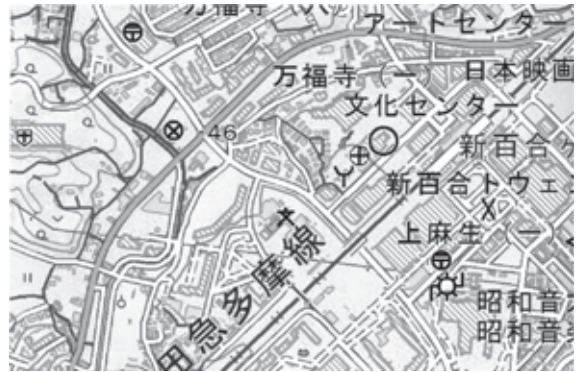 万福寺
アートセンター
万福寺（一）
日本映画
文化センター
46
新百合ヶ
新百合トウェン
上麻生（一）
田急多摩線
昭和音
昭和音